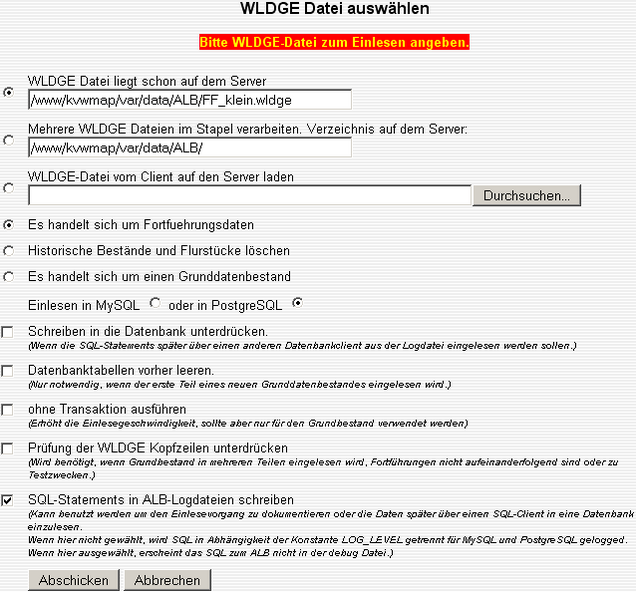 WLDGE Datei auswählen
Bitte WLDGE-Datei zum Einlesen angeben.
WLDGE Datei liegt schon auf dem Server
/www/kvwmap/var/data/ALB/FF_klein.wldge
Mehrere WLDGE Dateien im Stapel verarbeiten. Verzeichnis auf dem Server:
/www/kvwmap/var/data/ALB/
WLDGE-Datei vom Client auf den Server laden
Durchsuchen...
Es handelt sich um Fortfuehrungsdaten
Historische Bestände und Flurstücke löschen
Es handelt sich um einen Grunddatenbestand
Einlesen in MySQL oder in PostgreSQL
Schreiben in die Datenbank unterdrücken.
(Wenn die SQL-Statements später über einen anderen Datenbankclient aus der Logdatei eingelesen werden sollen.)
Datenbanktabellen vorher leeren.
(Nur notwendig, wenn der erste Teil eines neuen Grunddatenbestandes eingelesen wird.)
ohne Transaktion ausführen
(Erhöht die Einlesegeschwindigkeit, sollte aber nur für den Grundbestand verwendet werden)
Prüfung der WLDGE Kopfzeilen unterdrücken
(Wird benötigt, wenn Grundbestand in mehreren Teilen eingelesen wird, Fortführungen nicht aufeinanderfolgend sind oder zu
Testzwecken.)
SQL-Statements in ALB-Logdateien schreiben
(Kann benutzt werden um den Einlesevorgang zu dokumentieren oder die Daten später über einen SQL-Client in eine Datenbank
einzulesen.
Wenn hier nicht gewählt, wird SQL in Abhängigkeit der Konstante LOG_LEVEL getrennt für MySQL und PostgreSQL gelogged.
Wenn hier ausgewählt, erscheint das SQL zum ALB nicht in der debug Datei.)
Abschicken Abbrechen